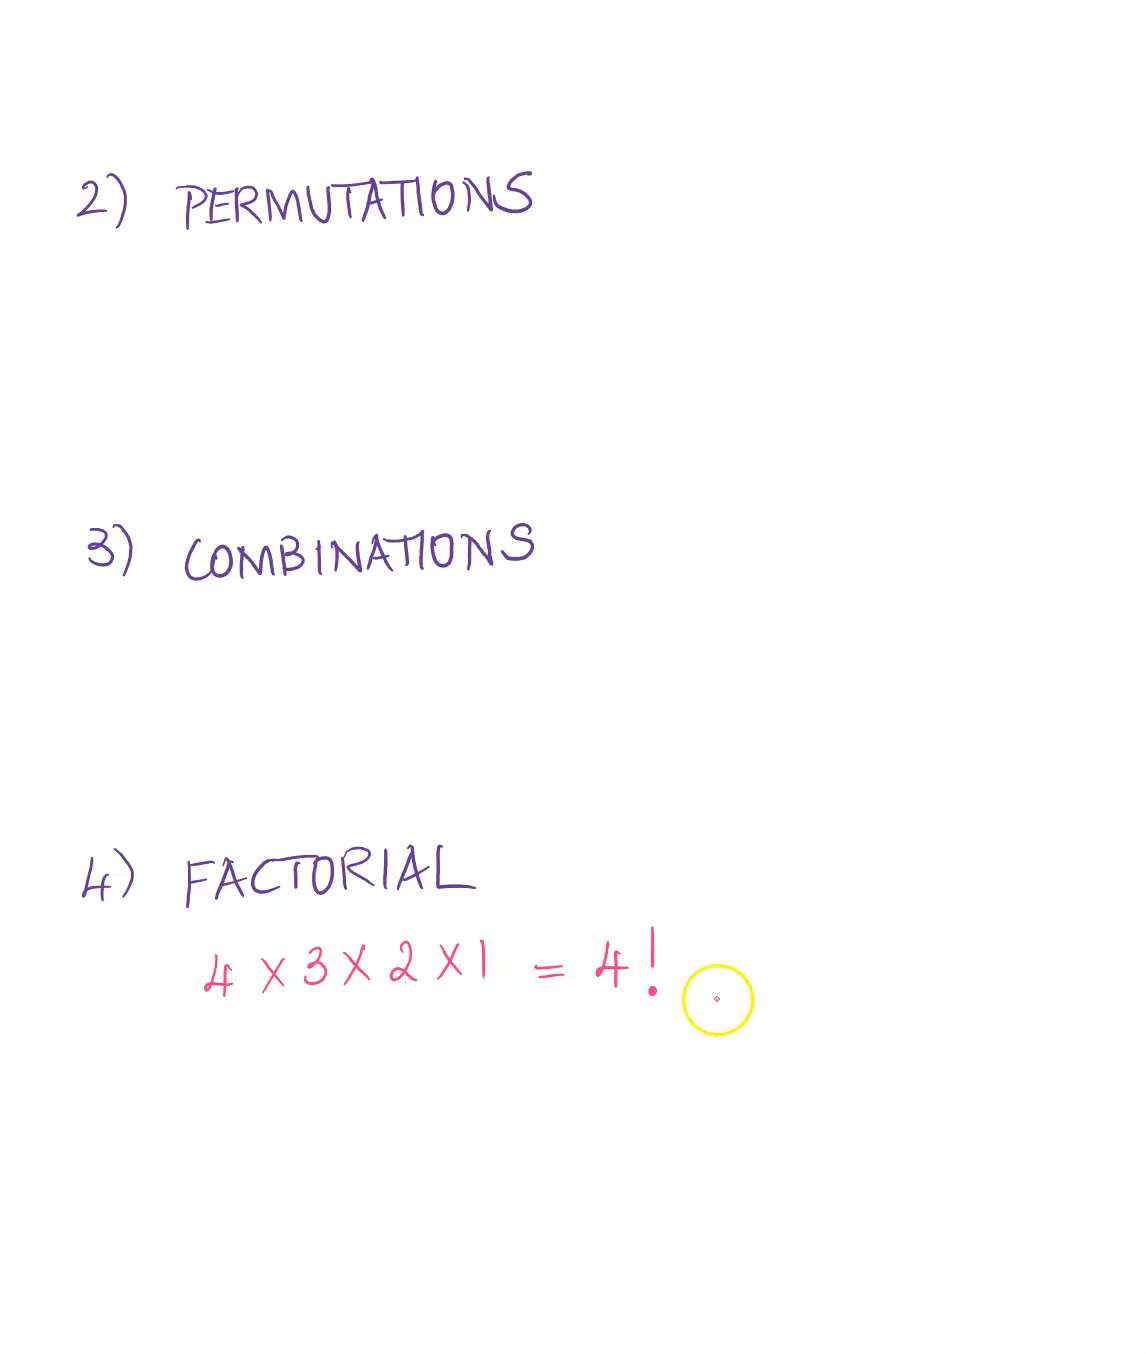 2) PERMUTATIONS
3) COMBINATIONS
4) FACTORIAL
4 × 3 × 2 × 1 = 4!